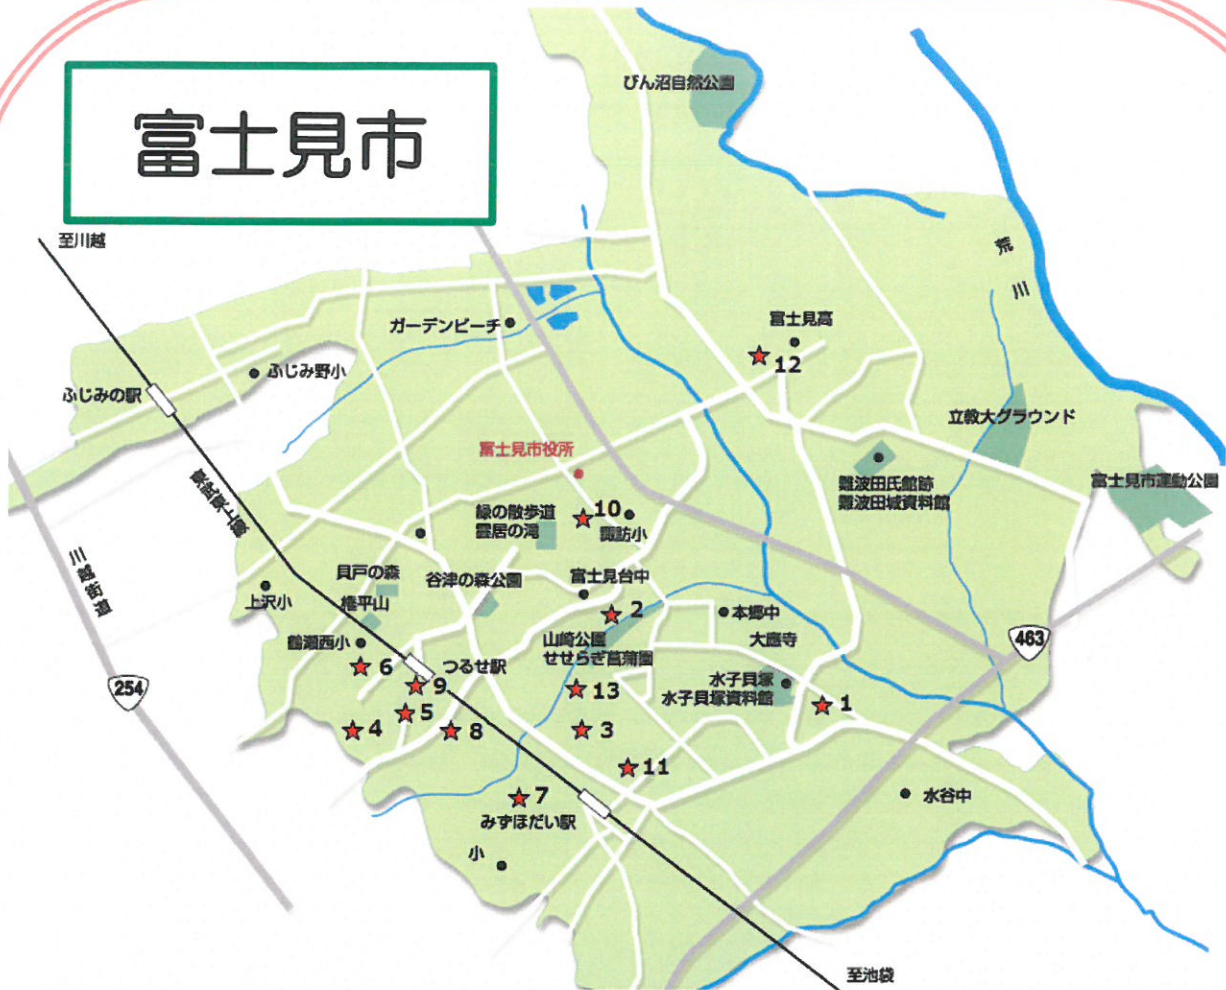 富士見市
びん沼自然公園
至川越
荒川
ガーデンビーチ
富士見高
12
ふじみ野小
ふじみの駅
立教大グラウンド
富士見市役所
東武東上線
難波田氏館跡
難波田城資料館
富士見市運動公園
緑の散歩道
雲居の滝
10
諏訪小
川越街道
貝戸の森
谷津の森公園
富士見台中
上沢小
権平山
2
本郷中
鶴瀬西小
山崎公園
せせらぎ菖蒲園
大應寺
463
6
つるせ駅
水子貝塚
水子貝塚資料館
254
9
13
1
5
4
8
3
11
7
水谷中
みずほだい駅
小
至池袋